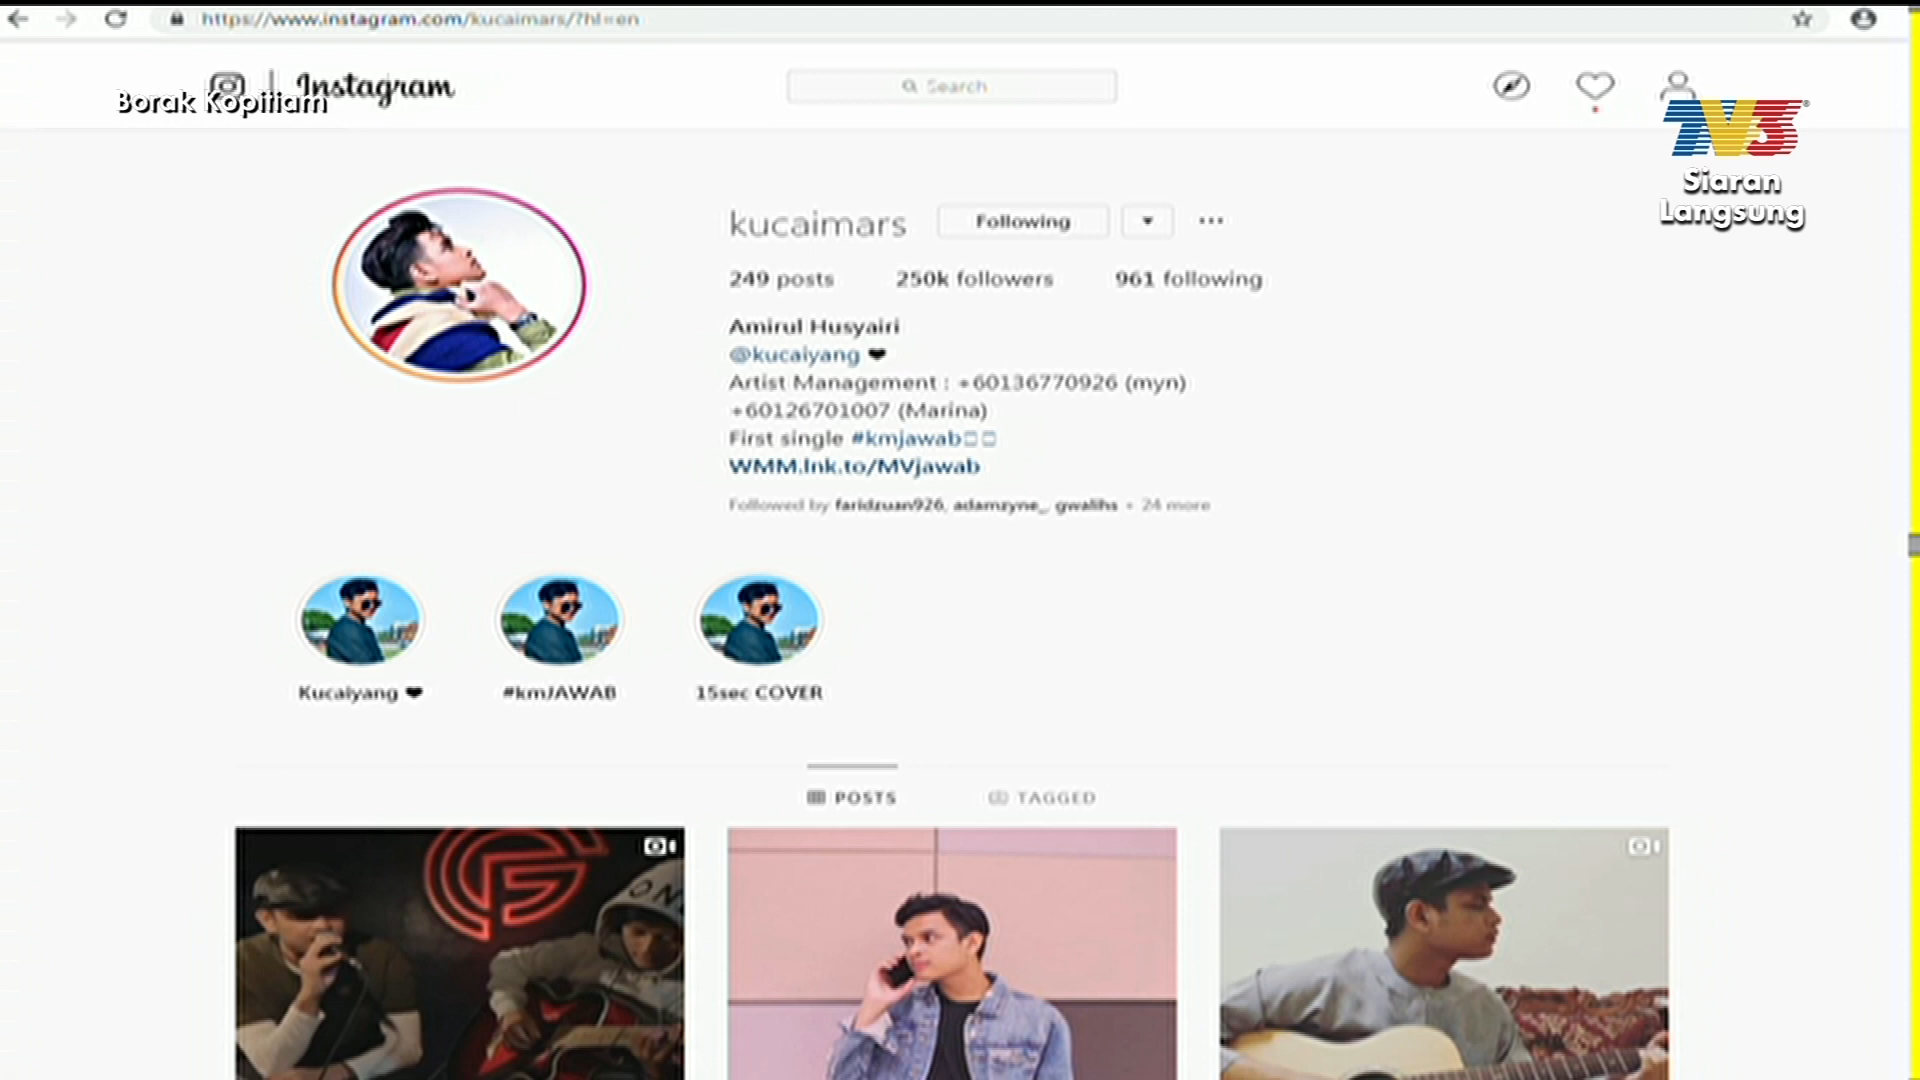 https://www.instagram.com/kucaimars/?hl=en
Instagram
Search
Borak Kopitiam
TV3
Siaran
Langsung
kucaimars
Following
249 posts 250k followers 961 following
Amirul Husyairi
@kucaiyang ❤
Artist Management : +60136770926 (myn)
+60126701007 (Marina)
First single #kmjawab
WMM.lnk.to/MVjawab
Followed by faridzuan926, adamzyne_, gwalihs + 24 more
Kucaiyang ❤ #kmJAWAB 15sec COVER
POSTS TAGGED